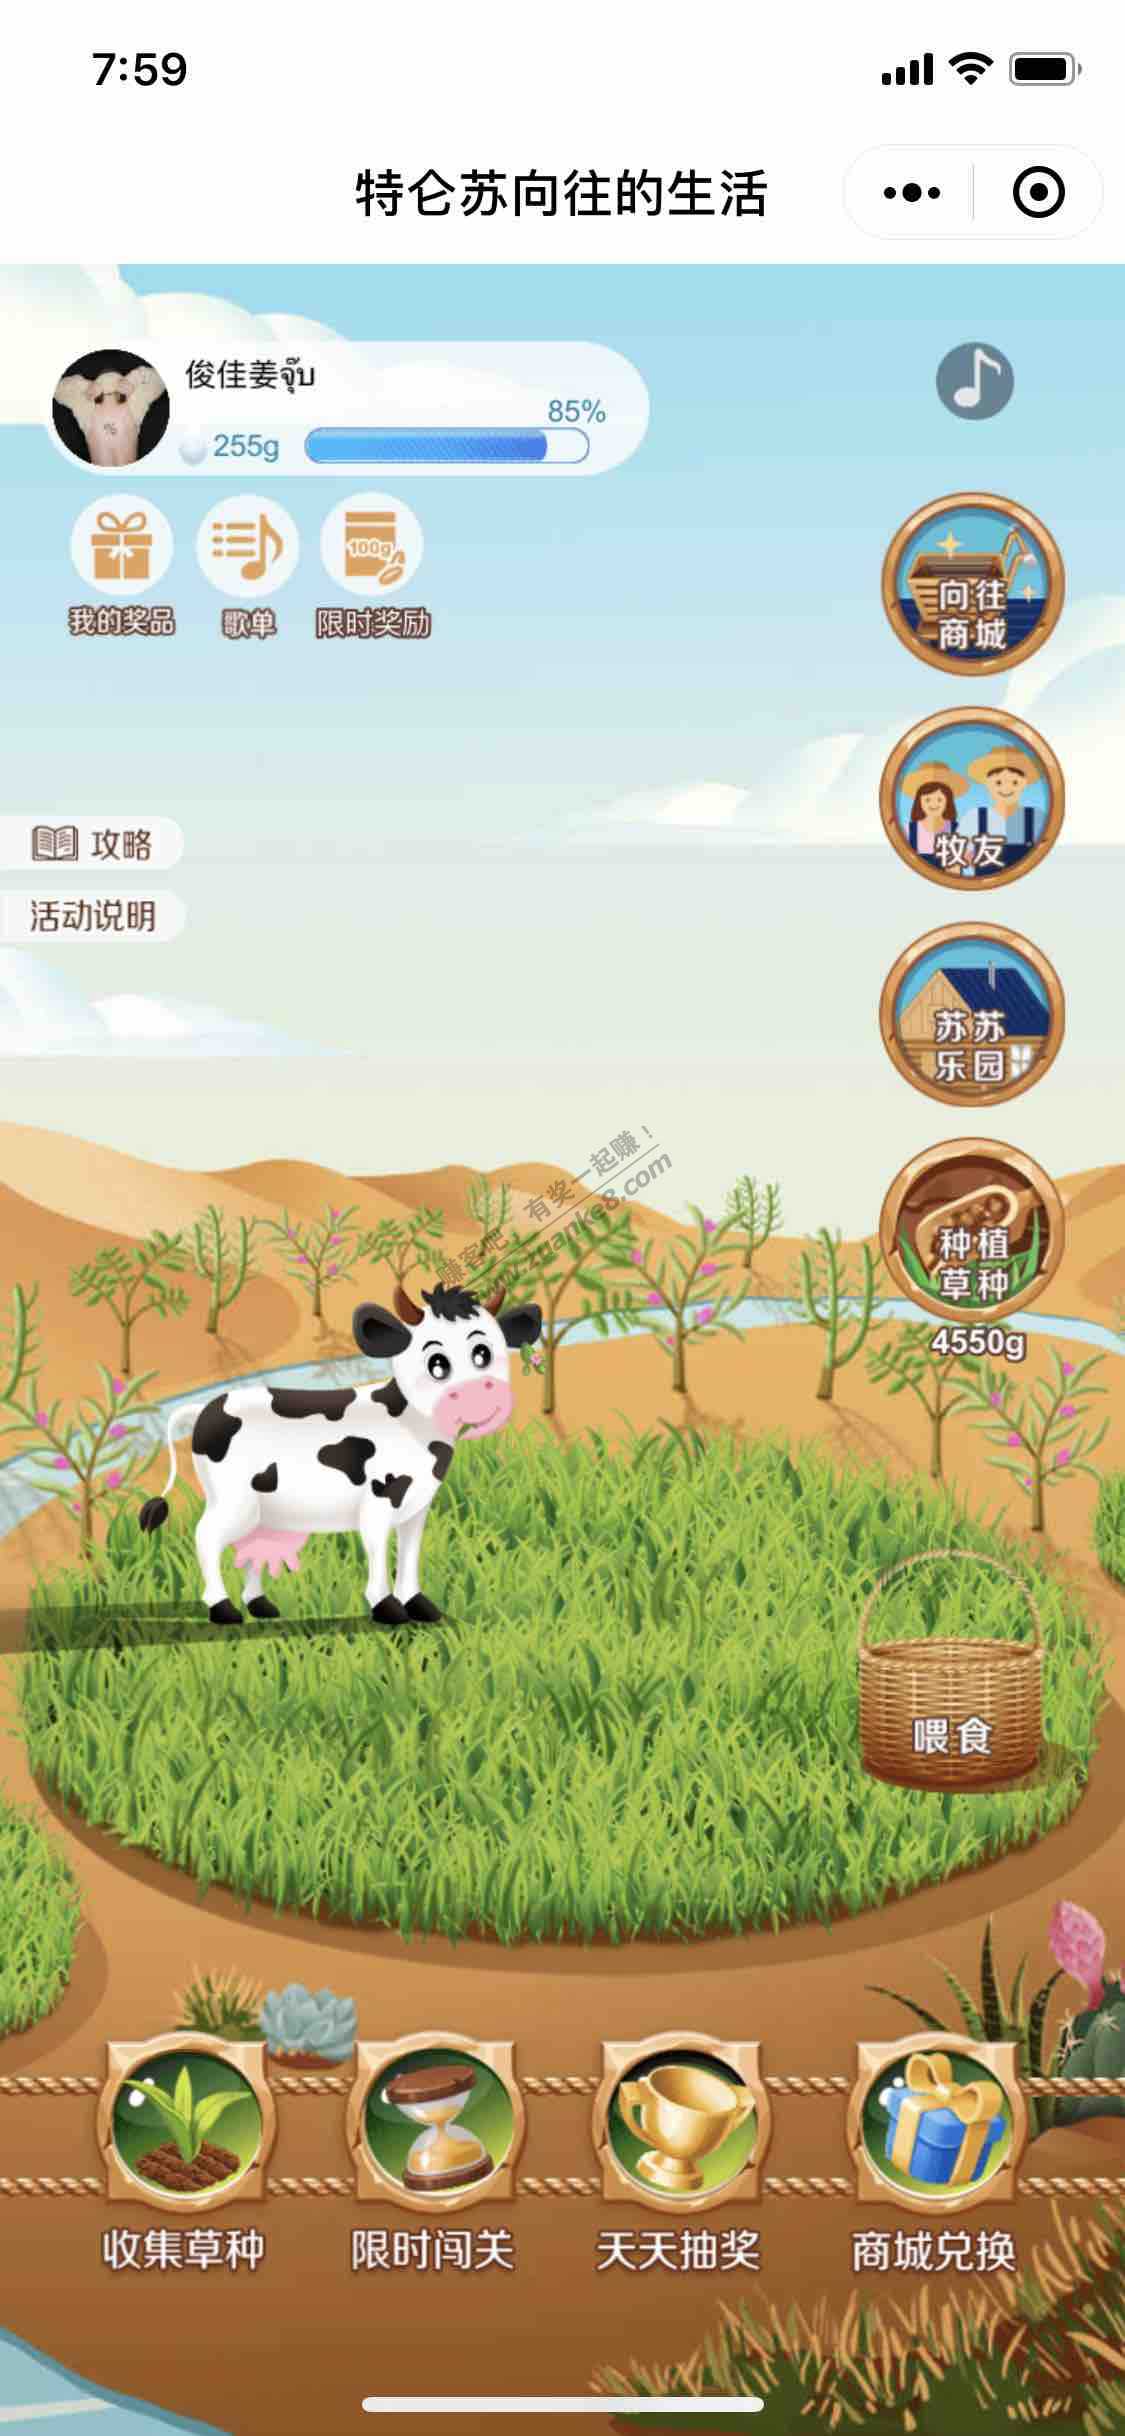 7:59
特仑苏向往的生活
俊佳姜จุ๊บ
85%
255g
%
100g
我的奖品
歌单
限时奖励
向往
商城
牧友
攻略
活动说明
苏苏
乐园
赚客吧，有奖一起赚！
www.zuanke8.com
种植
草种
4550g
喂食
收集草种
限时闯关
天天抽奖
商城兑换